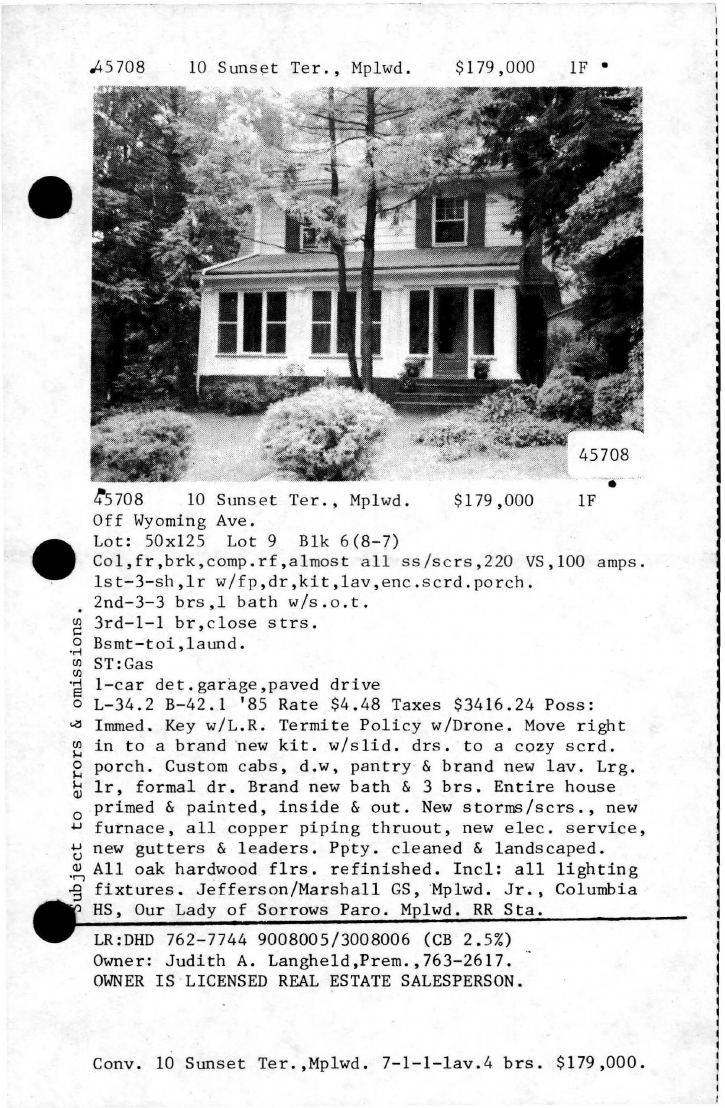 45708 10 Sunset Ter., Mplwd. $179,000 1F
45708
45708 10 Sunset Ter., Mplwd. $179,000 1F
Off Wyoming Ave.
Lot: 50x125 Lot 9 Blk 6(8-7)
Col,fr,brk,comp.rf,almost all ss/scrs,220 VS,100 amps.
1st-3-sh,lr w/fp,dr,kit,lav,enc.scrd.porch.
2nd-3-3 brs,1 bath w/s.o.t.
3rd-1-1 br,close strs.
Bsmt-toi,laund.
ST:Gas
1-car det.garage,paved drive
L-34.2 B-42.1 '85 Rate $4.48 Taxes $3416.24 Poss:
Immed. Key w/L.R. Termite Policy w/Drone. Move right
in to a brand new kit. w/slid. drs. to a cozy scrd.
porch. Custom cabs, d.w, pantry & brand new lav. Lrg.
lr, formal dr. Brand new bath & 3 brs. Entire house
primed & painted, inside & out. New storms/scrs., new
furnace, all copper piping thruout, new elec. service,
new gutters & leaders. Ppty. cleaned & landscaped.
All oak hardwood flrs. refinished. Incl: all lighting
fixtures. Jefferson/Marshall GS, Mplwd. Jr., Columbia
HS, Our Lady of Sorrows Paro. Mplwd. RR Sta.
Subject to errors & omissions.
LR:DHD 762-7744 9008005/3008006 (CB 2.5%)
Owner: Judith A. Langheld,Prem.,763-2617.
OWNER IS LICENSED REAL ESTATE SALESPERSON.
Conv. 10 Sunset Ter.,Mplwd. 7-1-1-lav.4 brs. $179,000.